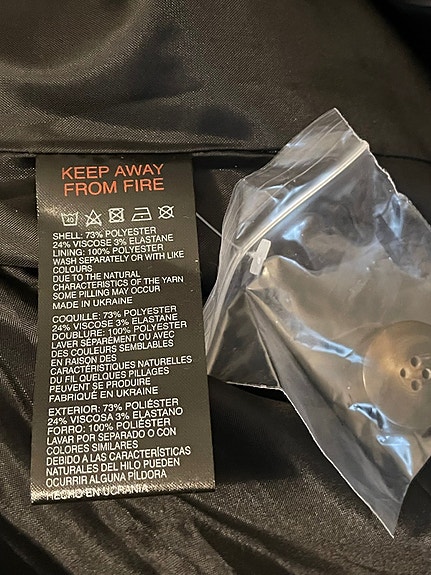 KEEP AWAY
FROM FIRE
40
SHELL: 73% POLYESTER
24% VISCOSE 3% ELASTANE
LINING: 100% POLYESTER
WASH SEPARATELY OR WITH LIKE
COLOURS
DUE TO THE NATURAL
CHARACTERISTICS OF THE YARN
SOME PILLING MAY OCCUR
MADE IN UKRAINE
COQUILLE: 73% POLYESTER
24% VISCOSE 3% ELASTANE
DOUBLURE: 100% POLYESTER
LAVER SÉPARÉMENT OU AVEC
DES COULEURS SEMBLABLES
EN RAISON DES
CARACTÉRISTIQUES NATURELLES
DU FIL QUELQUES PILLAGES
PEUVENT SE PRODUIRE
FABRIQUÉ EN UKRAINE
EXTERIOR: 73% POLIÉSTER
24% VISCOSA 3% ELASTANO
FORRO: 100% POLIÉSTER
LAVAR POR SEPARADO O CON
COLORES SIMILARES
DEBIDO A LAS CARACTERÍSTICAS
NATURALES DEL HILO PUEDEN
OCURRIR ALGUNA PÍLDORA
HECHO EN UCRANIA